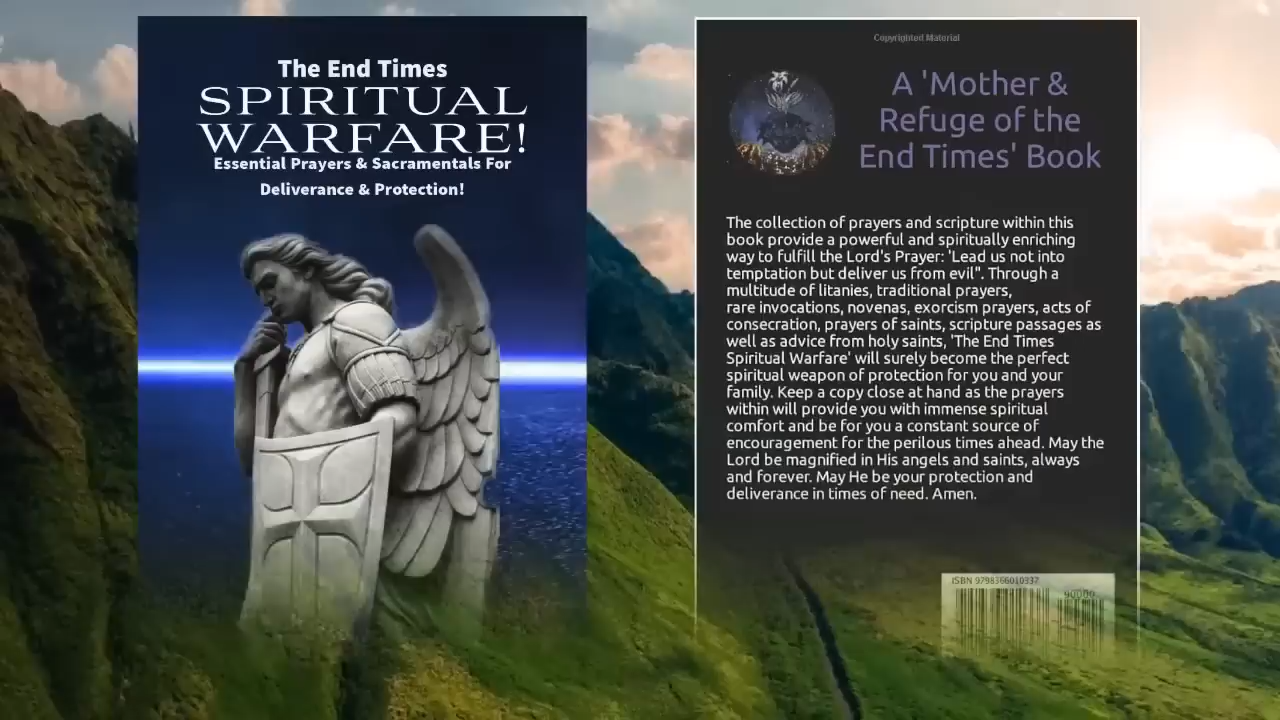 The End Times
SPIRITUAL
WARFARE!
Essential Prayers & Sacramentals For
Deliverance & Protection!
Copyrighted Material
A 'Mother &
Refuge of the
End Times' Book
The collection of prayers and scripture within this
book provide a powerful and spiritually enriching
way to fulfill the Lord's Prayer: 'Lead us not into
temptation but deliver us from evil". Through a
multitude of litanies, traditional prayers,
rare invocations, novenas, exorcism prayers, acts of
consecration, prayers of saints, scripture passages as
well as advice from holy saints, 'The End Times
Spiritual Warfare' will surely become the perfect
spiritual weapon of protection for you and your
family. Keep a copy close at hand as the prayers
within will provide you with immense spiritual
comfort and be for you a constant source of
encouragement for the perilous times ahead. May the
Lord be magnified in His angels and saints, always
and forever. May He be your protection and
deliverance in times of need. Amen.
ISBN 9798366010337
90000